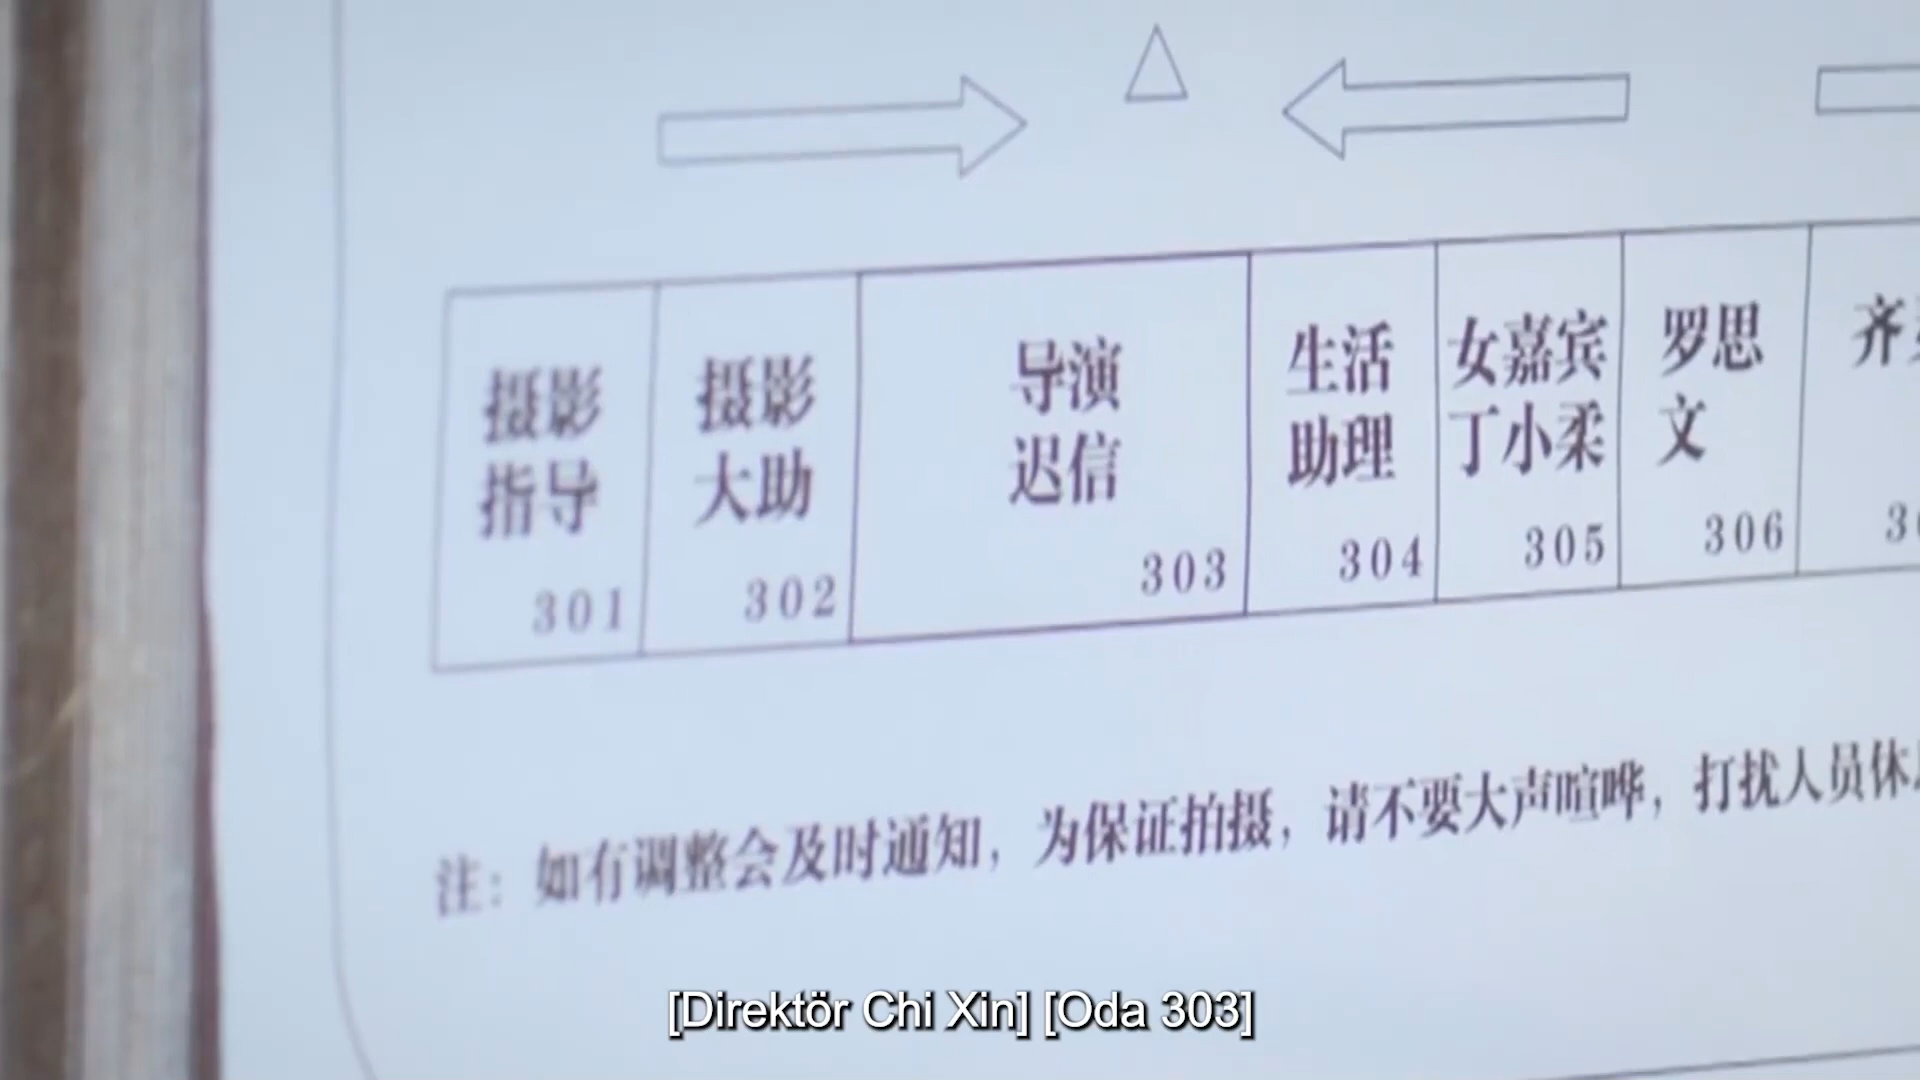 摄影
指导
301
摄影
大助
302
导演
迟信
303
生活
助理
304
女嘉宾
丁小柔
305
罗思
文
306
齐
注：如有调整会及时通知，为保证拍摄，请不要大声喧哗，打扰人员休
[Direktör Chi Xin] [Oda 303]